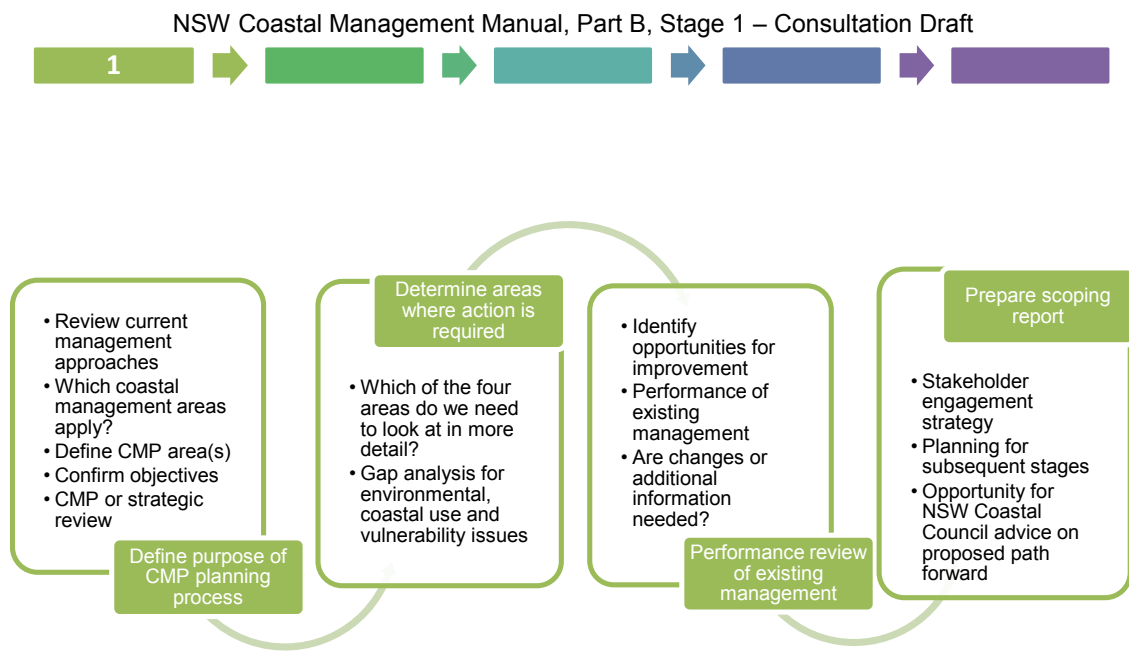 NSW Coastal Management Manual, Part B, Stage 1 – Consultation Draft
1
• Review current
management
approaches
• Which coastal
management areas
apply?
• Define CMP area(s)
• Confirm objectives
• CMP or strategic
review
Define purpose of
CMP planning
process
Determine areas
where action is
required
• Which of the four
areas do we need
to look at in more
detail?
• Gap analysis for
environmental,
coastal use and
vulnerability issues
• Identify
opportunities for
improvement
• Performance of
existing
management
• Are changes or
additional
information
needed?
Performance review
of existing
management
Prepare scoping
report
• Stakeholder
engagement
strategy
• Planning for
subsequent stages
• Opportunity for
NSW Coastal
Council advice on
proposed path
forward